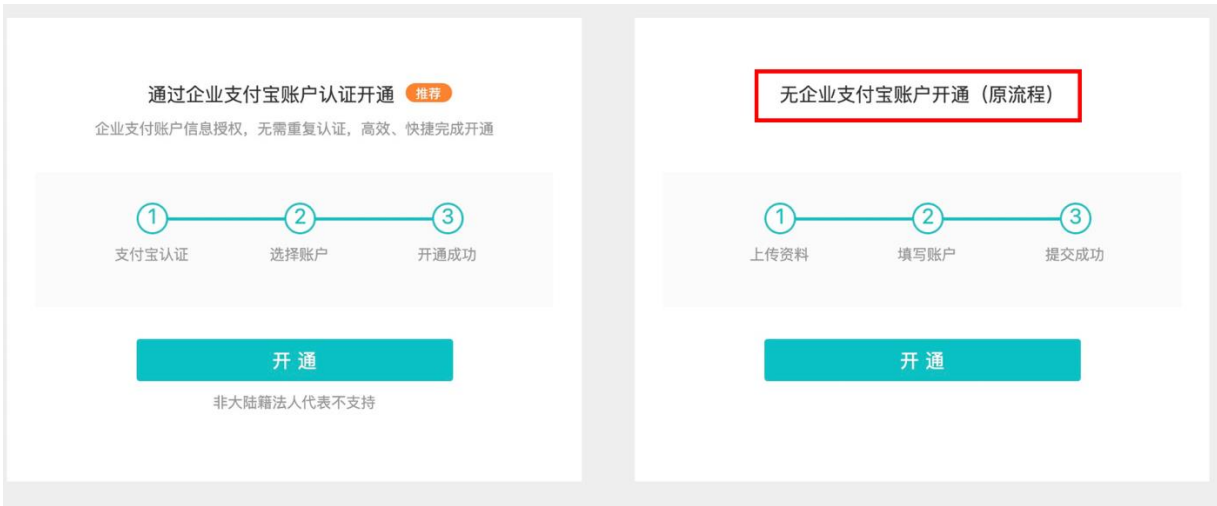 通过企业支付宝账户认证开通 推荐
企业支付账户信息授权，无需重复认证，高效、快捷完成开通
1 2 3
支付宝认证 选择账户 开通成功
开 通
非大陆籍法人代表不支持
无企业支付宝账户开通（原流程）
1 2 3
上传资料 填写账户 提交成功
开 通